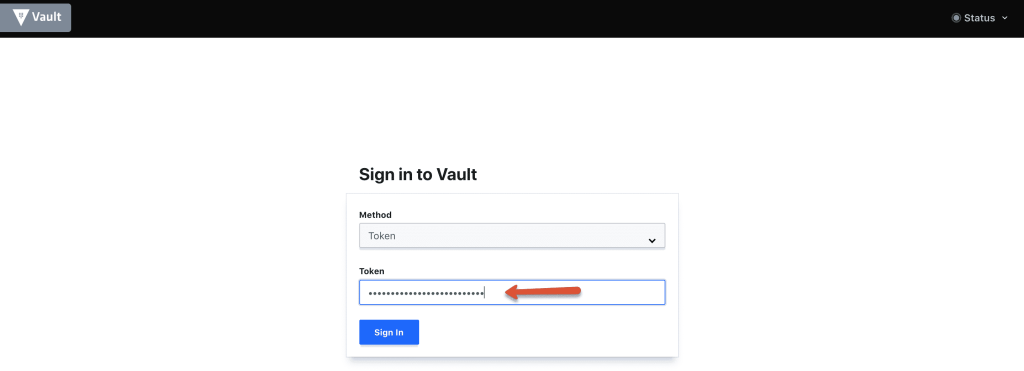 Vault
Status
Sign in to Vault
Method
Token
Token
••••••••••••••••••••••••••
Sign In